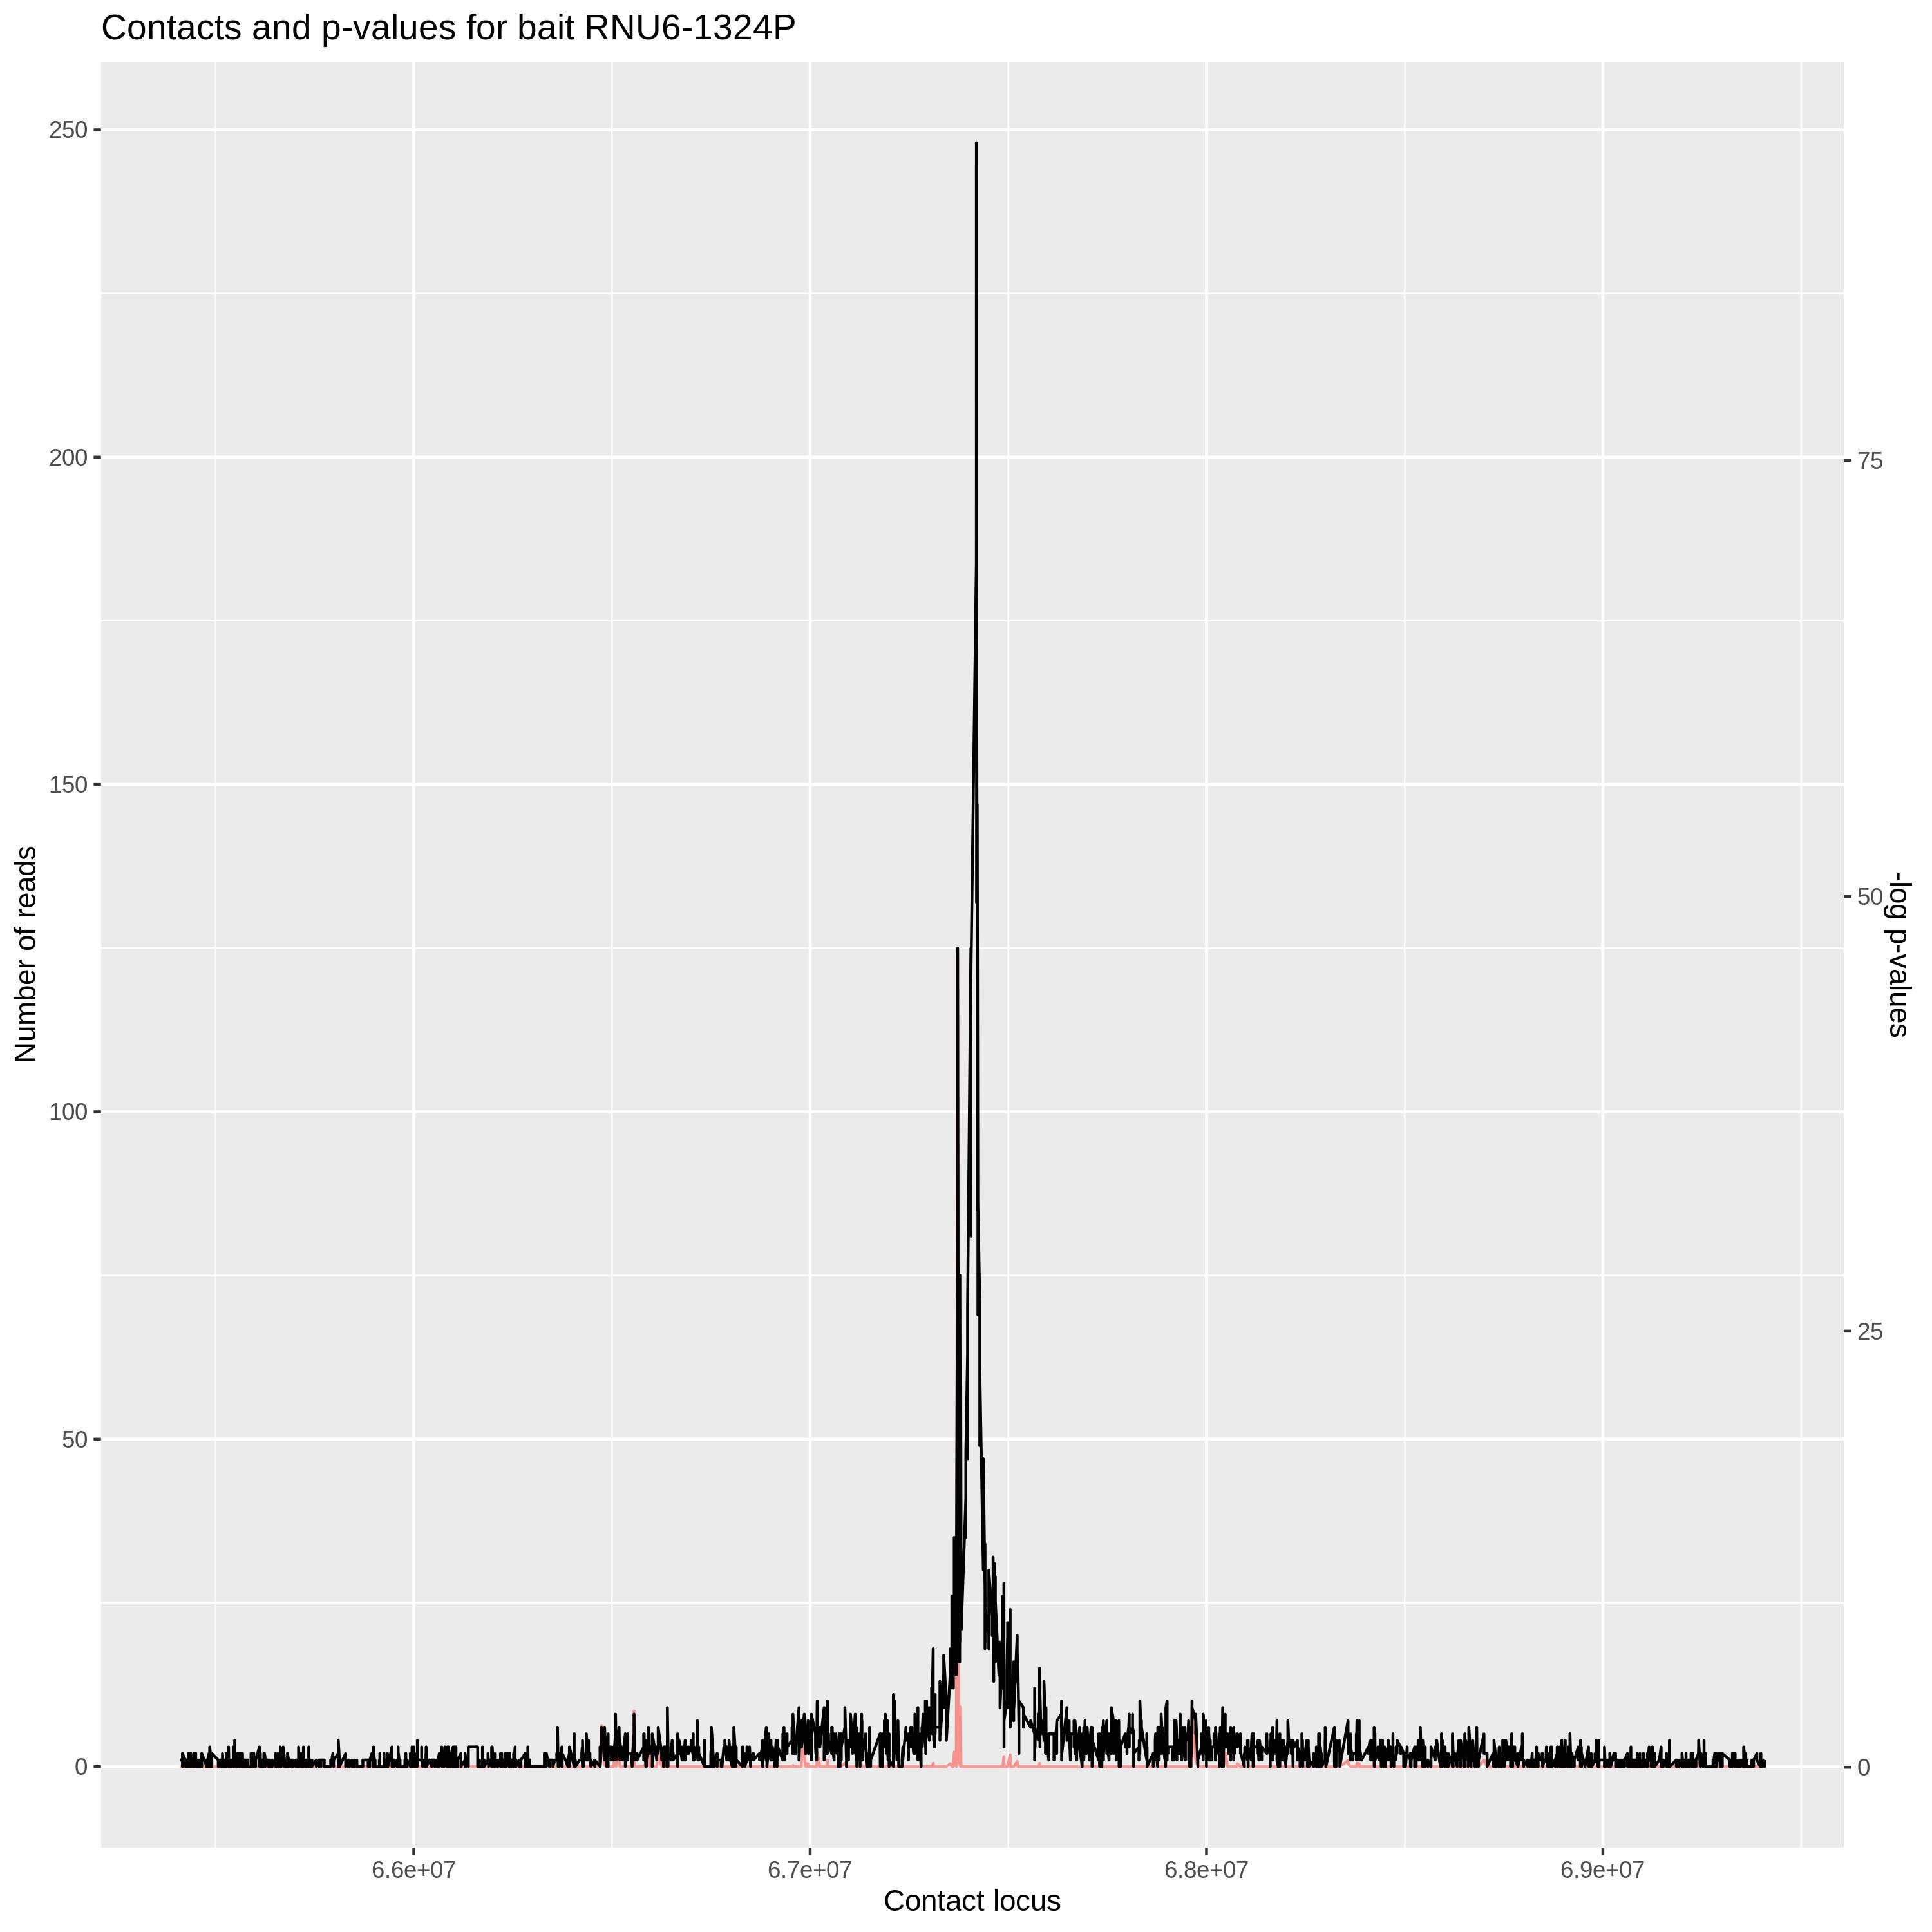 Contacts and p-values for bait RNU6-1324P
250
200
150
100
50
0
Number of reads
75
50
25
0
-log p-values
6.6e+07 6.7e+07 6.8e+07 6.9e+07
Contact locus